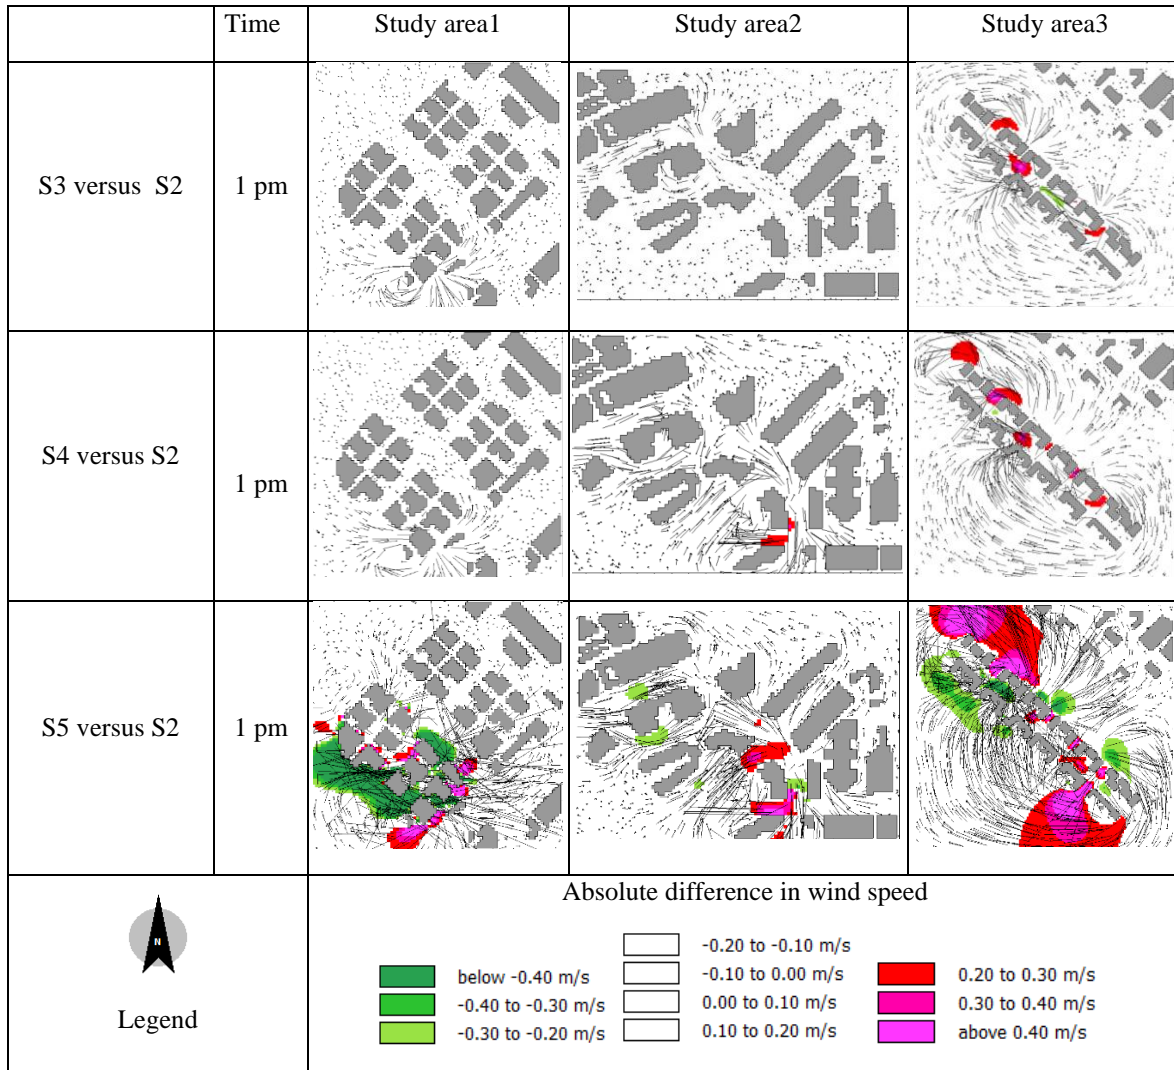 Time
Study area1
Study area2
Study area3
S3 versus S2
1 pm
S4 versus S2
1 pm
S5 versus S2
1 pm
N
Legend
Absolute difference in wind speed
below -0.40 m/s
-0.40 to -0.30 m/s
-0.30 to -0.20 m/s
-0.20 to -0.10 m/s
-0.10 to 0.00 m/s
0.00 to 0.10 m/s
0.10 to 0.20 m/s
0.20 to 0.30 m/s
0.30 to 0.40 m/s
above 0.40 m/s